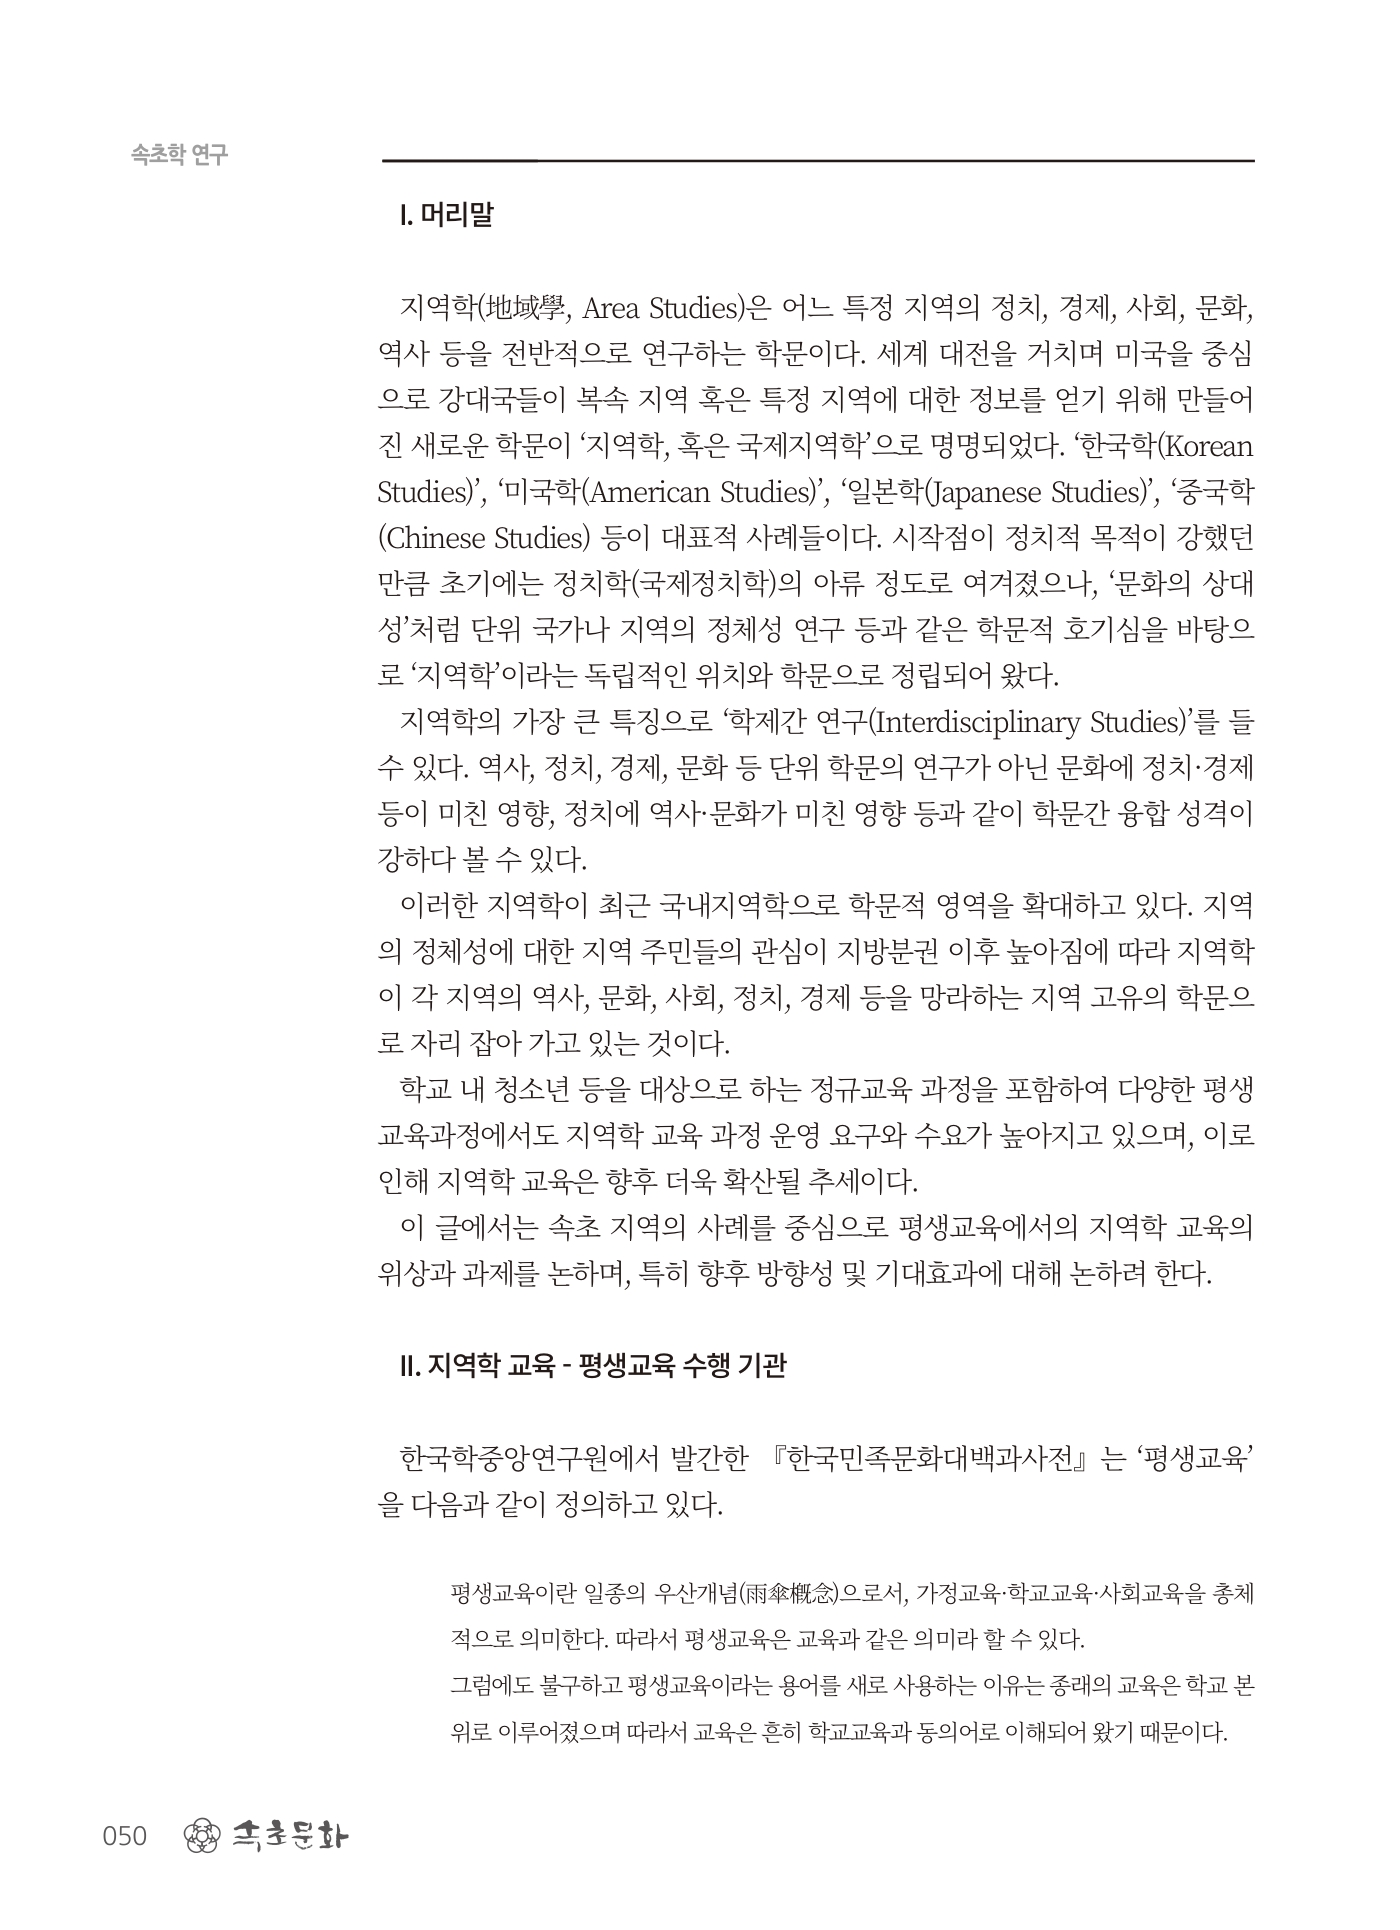 속초학 연구
I. 머리말
지역학(地域學, Area Studies)은 어느 특정 지역의 정치, 경제, 사회, 문화,
역사 등을 전반적으로 연구하는 학문이다. 세계 대전을 거치며 미국을 중심
으로 강대국들이 복속 지역 혹은 특정 지역에 대한 정보를 얻기 위해 만들어
진 새로운 학문이 ‘지역학, 혹은 국제지역학’으로 명명되었다. ‘한국학(Korean
Studies)’, ‘미국학(American Studies)’, ‘일본학(Japanese Studies)’, ‘중국학
(Chinese Studies) 등이 대표적 사례들이다. 시작점이 정치적 목적이 강했던
만큼 초기에는 정치학(국제정치학)의 아류 정도로 여겨졌으나, ‘문화의 상대
성’처럼 단위 국가나 지역의 정체성 연구 등과 같은 학문적 호기심을 바탕으
로 ‘지역학’이라는 독립적인 위치와 학문으로 정립되어 왔다.
지역학의 가장 큰 특징으로 ‘학제간 연구(Interdisciplinary Studies)’를 들
수 있다. 역사, 정치, 경제, 문화 등 단위 학문의 연구가 아닌 문화에 정치·경제
등이 미친 영향, 정치에 역사·문화가 미친 영향 등과 같이 학문간 융합 성격이
강하다 볼 수 있다.
이러한 지역학이 최근 국내지역학으로 학문적 영역을 확대하고 있다. 지역
의 정체성에 대한 지역 주민들의 관심이 지방분권 이후 높아짐에 따라 지역학
이 각 지역의 역사, 문화, 사회, 정치, 경제 등을 망라하는 지역 고유의 학문으
로 자리 잡아 가고 있는 것이다.
학교 내 청소년 등을 대상으로 하는 정규교육 과정을 포함하여 다양한 평생
교육과정에서도 지역학 교육 과정 운영 요구와 수요가 높아지고 있으며, 이로
인해 지역학 교육은 향후 더욱 확산될 추세이다.
이 글에서는 속초 지역의 사례를 중심으로 평생교육에서의 지역학 교육의
위상과 과제를 논하며, 특히 향후 방향성 및 기대효과에 대해 논하려 한다.
II. 지역학 교육 - 평생교육 수행 기관
한국학중앙연구원에서 발간한 『한국민족문화대백과사전』는 ‘평생교육’
을 다음과 같이 정의하고 있다.
평생교육이란 일종의 우산개념(雨傘槪念)으로서, 가정교육·학교교육·사회교육을 총체
적으로 의미한다. 따라서 평생교육은 교육과 같은 의미라 할 수 있다.
그럼에도 불구하고 평생교육이라는 용어를 새로 사용하는 이유는 종래의 교육은 학교 본
위로 이루어졌으며 따라서 교육은 흔히 학교교육과 동의어로 이해되어 왔기 때문이다.
050 속초문화